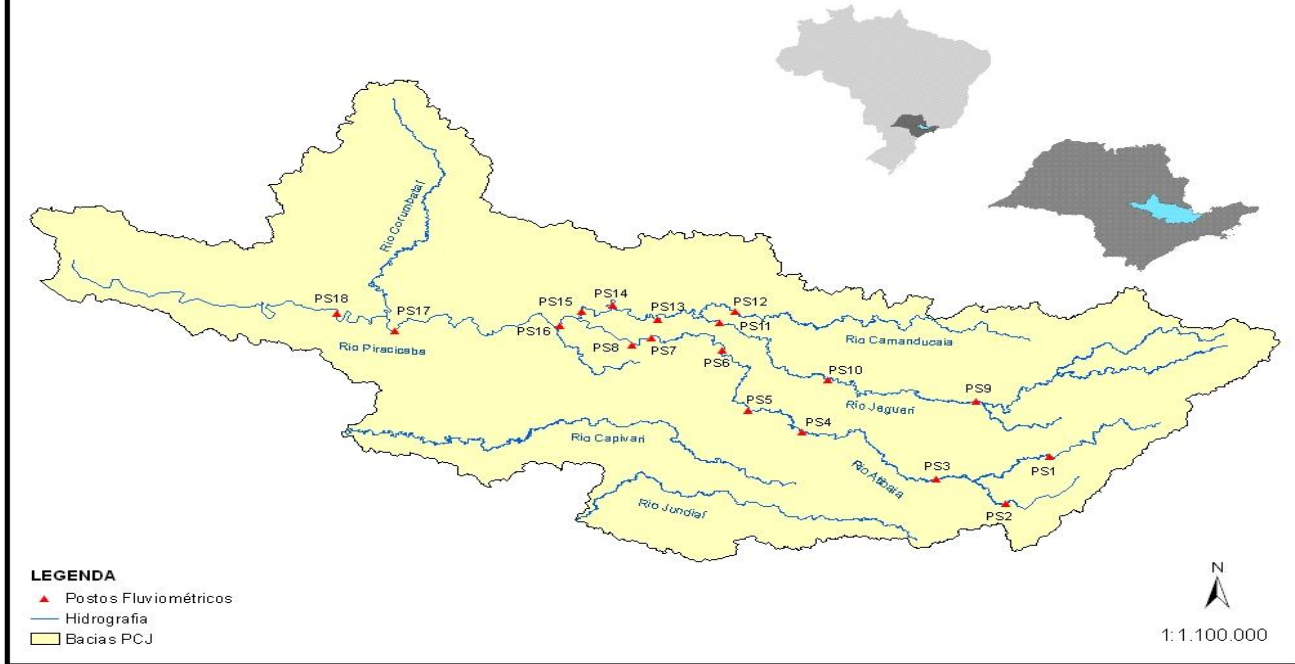 Rio Corumbataí
PS18
PS17
Rio Piracicaba
PS16
PS15
PS14
PS13
PS12
PS11
PS8
PS7
PS6
Rio Camanducaia
PS10
PS9
Rio Jaguari
PS5
PS4
Rio Capivari
PS3
PS1
Rio Atibaia
PS2
Rio Jundiaí
LEGENDA
Postos Fluviométricos
Hidrografia
Bacias PCJ
N
1:1.100.000